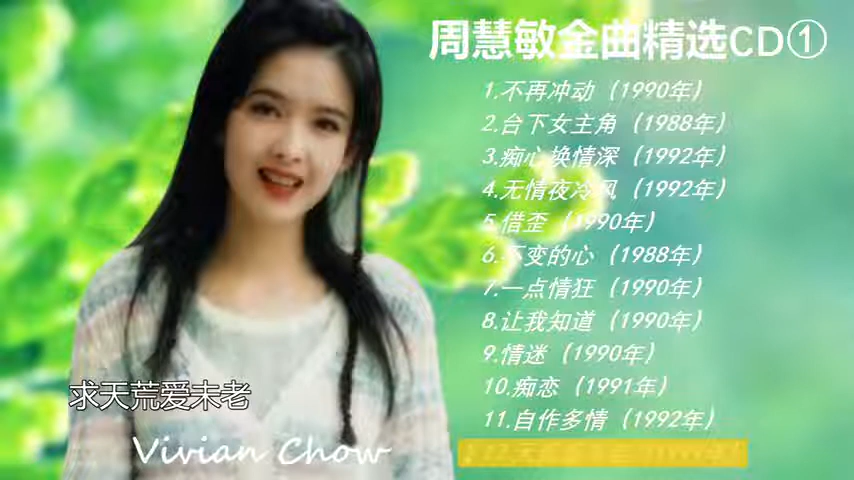 周慧敏金曲精选CD①
1.不再冲动（1990年）
2.台下女主角（1988年）
3.痴心换情深（1992年）
4.无情夜冷风（1992年）
5.借歪（1990年）
6.不变的心（1988年）
7.一点情狂（1990年）
8.让我知道（1990年）
9.情迷（1990年）
10.痴恋（1991年）
11.自作多情（1992年）
求天荒爱未老
Vivian Chow